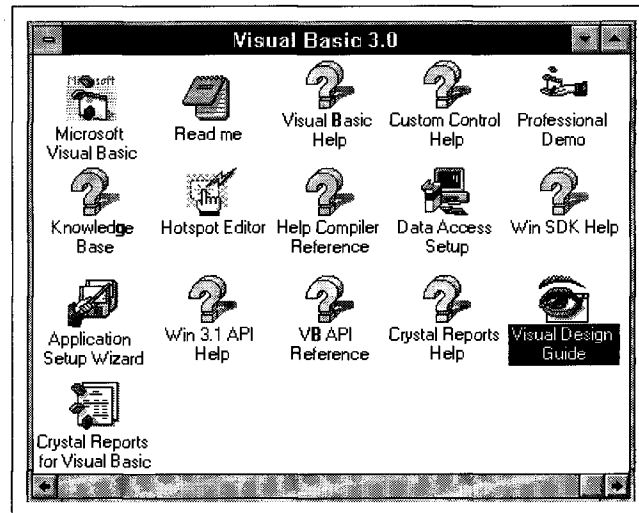 Visual Basic 3.0
Microsoft
Microsoft
Visual Basic
Read me
Visual Basic
Help
Custom Control
Help
Professional
Demo
Knowledge
Base
Hotspot Editor
Help Compiler
Reference
Data Access
Setup
Win SDK Help
Application
Setup Wizard
Win 3.1 API
Help
VB API
Reference
Crystal Reports
Help
Visual Design
Guide
Crystal Reports
for Visual Basic